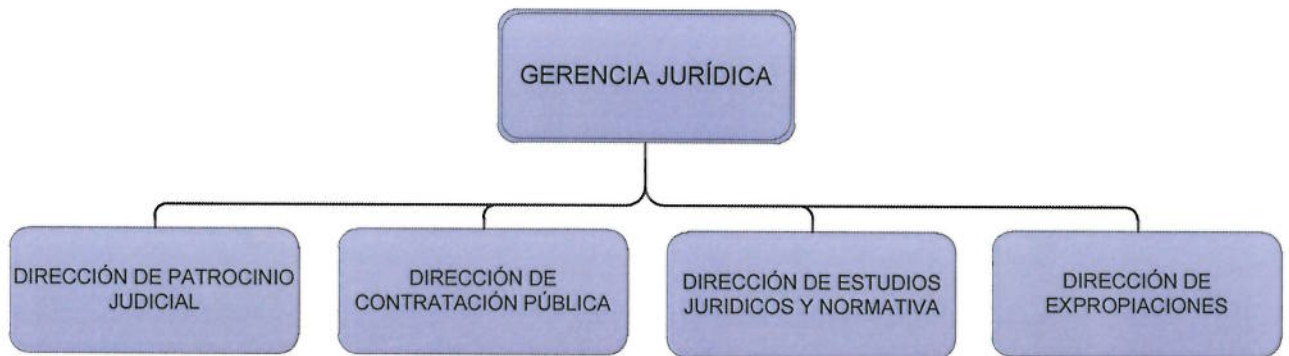 GERENCIA JURÍDICA
DIRECCIÓN DE PATROCINIO
JUDICIAL
DIRECCIÓN DE
CONTRATACIÓN PÚBLICA
DIRECCIÓN DE ESTUDIOS
JURIDICOS Y NORMATIVA
DIRECCIÓN DE
EXPROPIACIONES